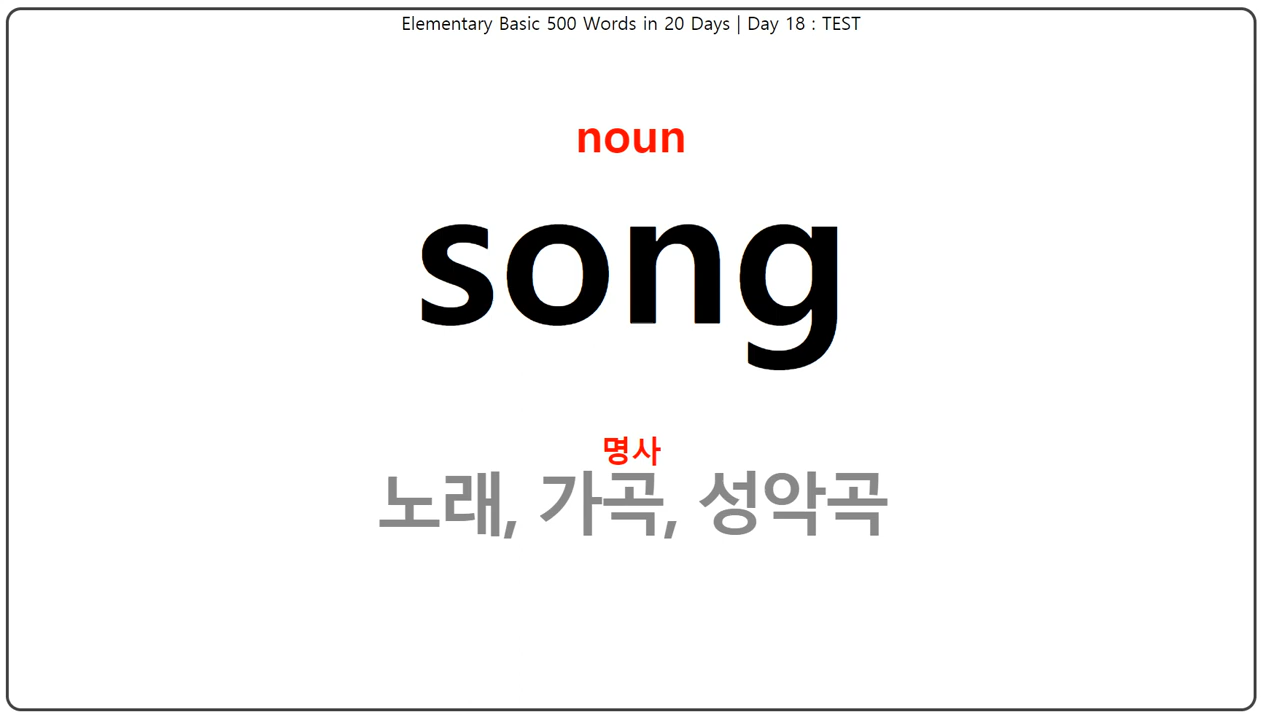 Elementary Basic 500 Words in 20 Days | Day 18 : TEST
noun
song
명사
노래, 가곡, 성악곡